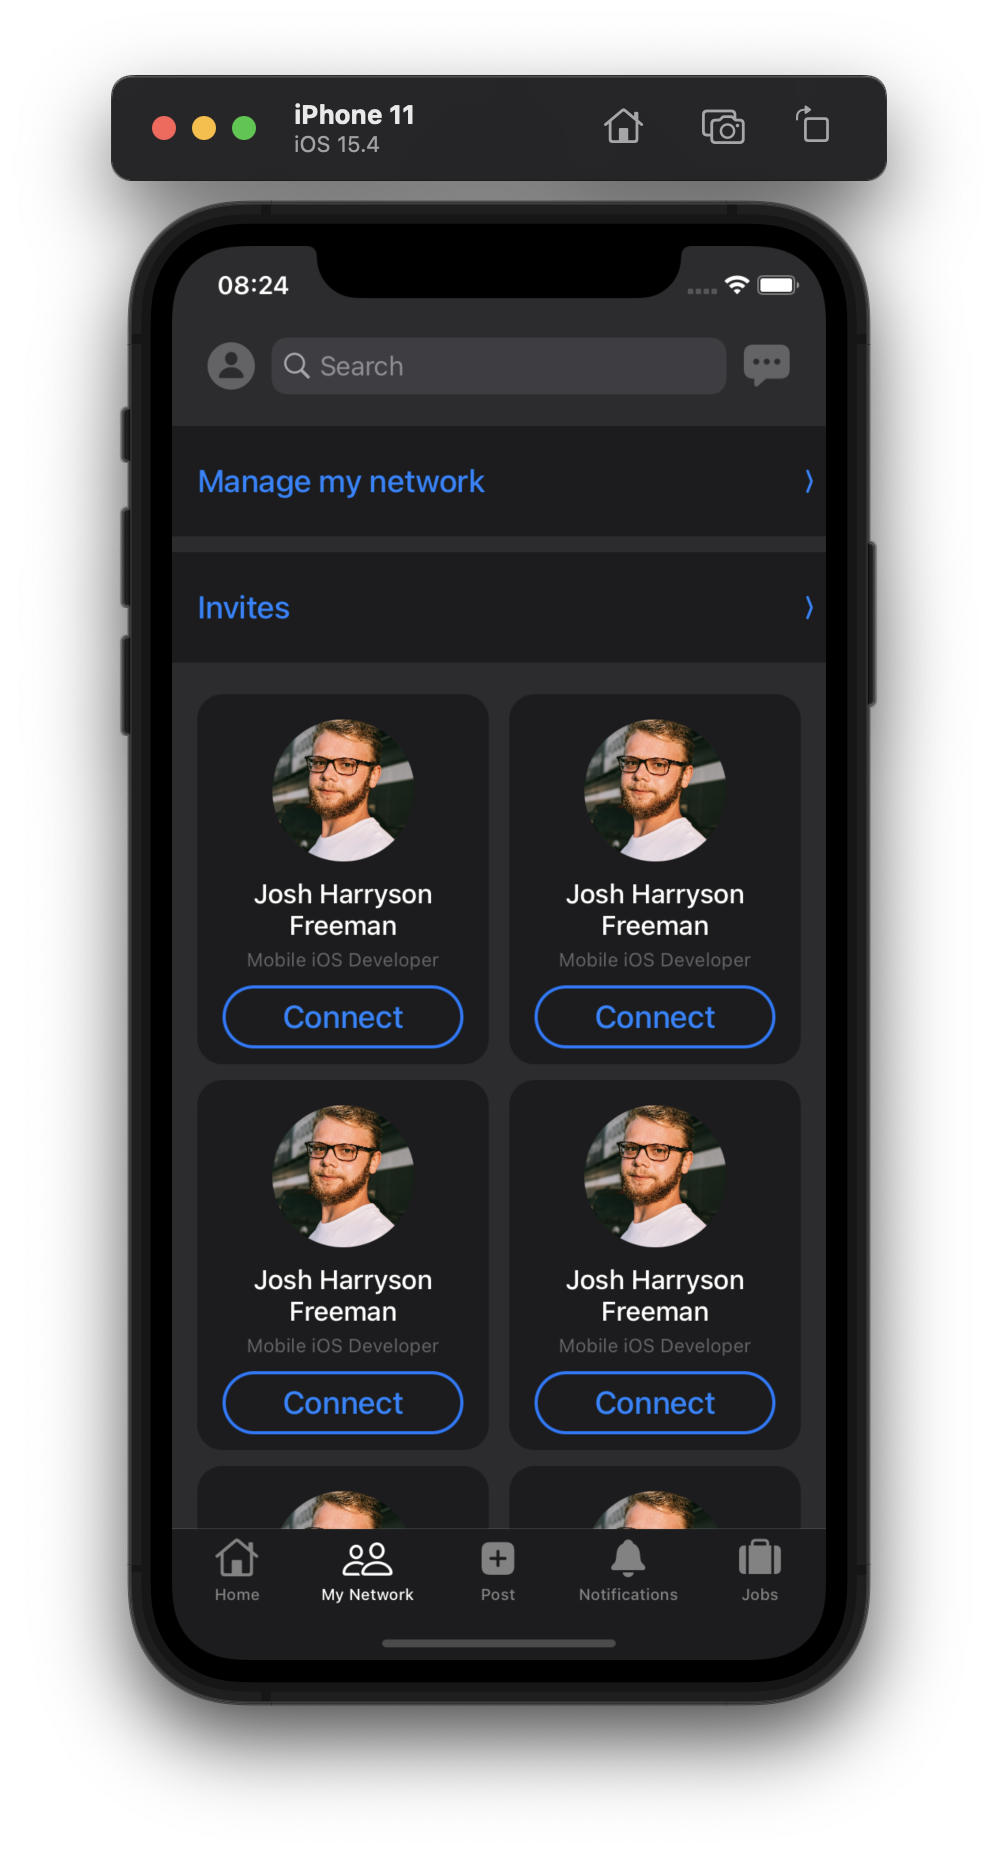 iPhone 11
iOS 15.4
08:24
Search
Manage my network
Invites
Josh Harryson
Freeman
Mobile iOS Developer
Connect
Josh Harryson
Freeman
Mobile iOS Developer
Connect
Josh Harryson
Freeman
Mobile iOS Developer
Connect
Josh Harryson
Freeman
Mobile iOS Developer
Connect
Home
My Network
Post
Notifications
Jobs